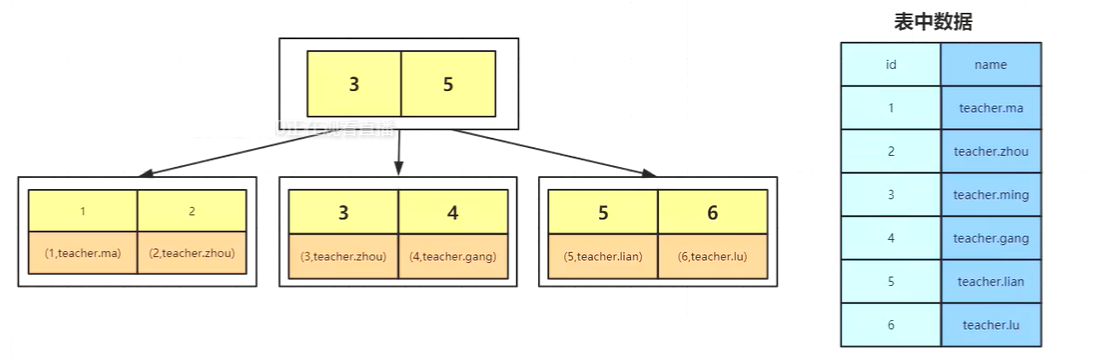 表中数据
3 5
1 2
(1,teacher.ma) (2,teacher.zhou)
3 4
(3,teacher.zhou) (4,teacher.gang)
5 6
(5,teacher.lian) (6,teacher.lu)
id name
1 teacher.ma
2 teacher.zhou
3 teacher.ming
4 teacher.gang
5 teacher.lian
6 teacher.lu